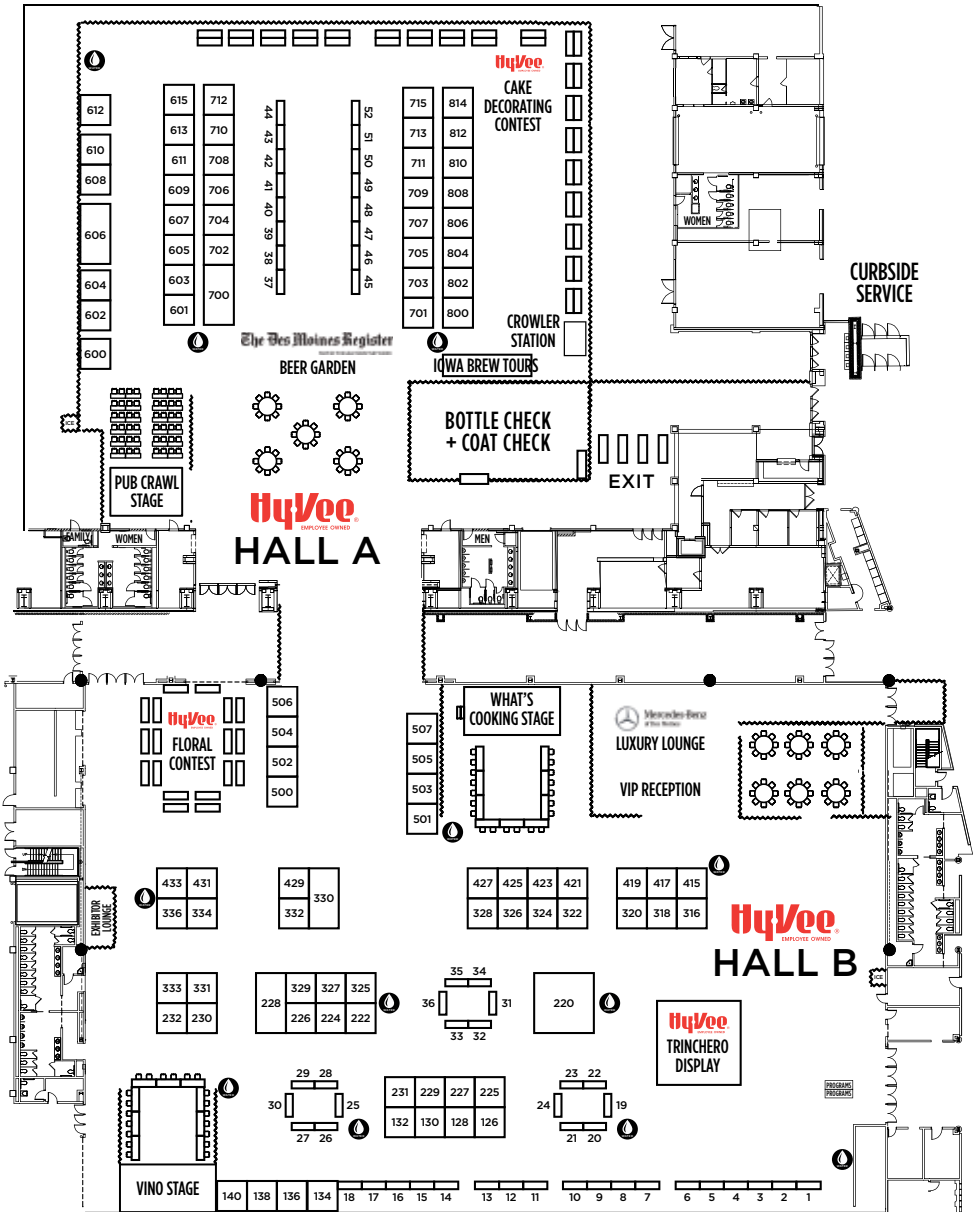 HyVee
CAKE
DECORATING
CONTEST
612
610
608
606
604
602
600
615
613
611
609
607
605
603
601
712
710
708
706
704
702
700
44
43
42
41
40
39
38
37
52
51
50
49
48
47
46
45
715
713
711
709
707
705
703
701
814
812
810
808
806
804
802
800
WOMEN
CURBSIDE
SERVICE
CROWLER
STATION
The Des Moines Register
BEER GARDEN
IOWA BREW TOURS
BOTTLE CHECK
+ COAT CHECK
EXIT
ICE
PUB CRAWL
STAGE
HyVee
EMPLOYEE OWNED
HALL A
FAMILY
WOMEN
MEN
HyVee
FLORAL
CONTEST
506
504
502
500
507
505
503
501
WHAT'S
COOKING STAGE
Mercedes-Benz
of Des Moines
LUXURY LOUNGE
VIP RECEPTION
433 431
336 334
EXHIBITOR
LOUNGE
429
332
330
427 425 423 421
328 326 324 322
419 417 415
320 318 316
HyVee
EMPLOYEE OWNED
HALL B
ICE
333 331
232 230
228
329 327 325
226 224 222
35 34
36 31
33 32
220
HyVee
TRINCHERO
DISPLAY
PROGRAMS
PROGRAMS
29 28
30 25
27 26
231 229 227 225
132 130 128 126
23 22
24 19
21 20
VINO STAGE
140 138 136 134
18 17 16 15 14
13 12 11
10 9 8 7
6 5 4 3 2 1